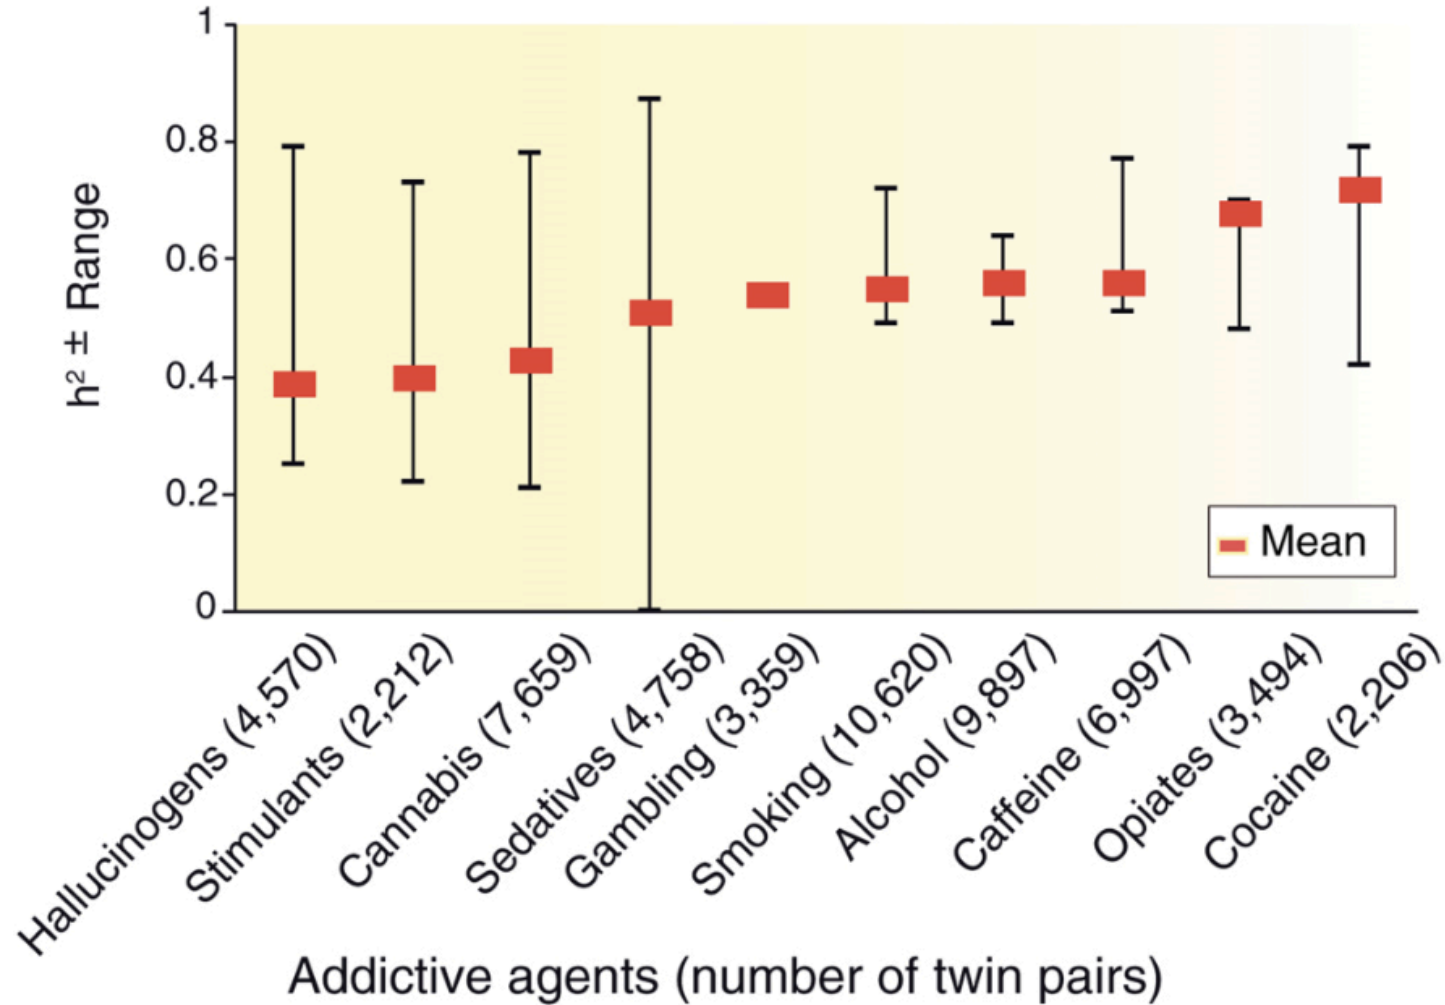 1
0.8
0.6
0.4
0.2
0
h² ± Range
Mean
Hallucinogens (4,570)
Stimulants (2,212)
Cannabis (7,659)
Sedatives (4,758)
Gambling (3,359)
Smoking (10,620)
Alcohol (9,897)
Caffeine (6,997)
Opiates (3,494)
Cocaine (2,206)
Addictive agents (number of twin pairs)